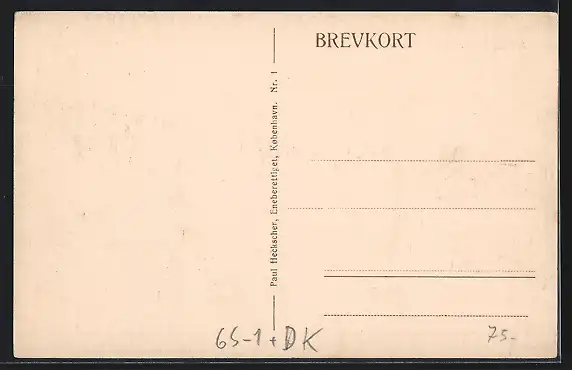 BREVKORT
Paul Heckscher, Eneberettiget, København. Nr. 1
65-1+DK
75-